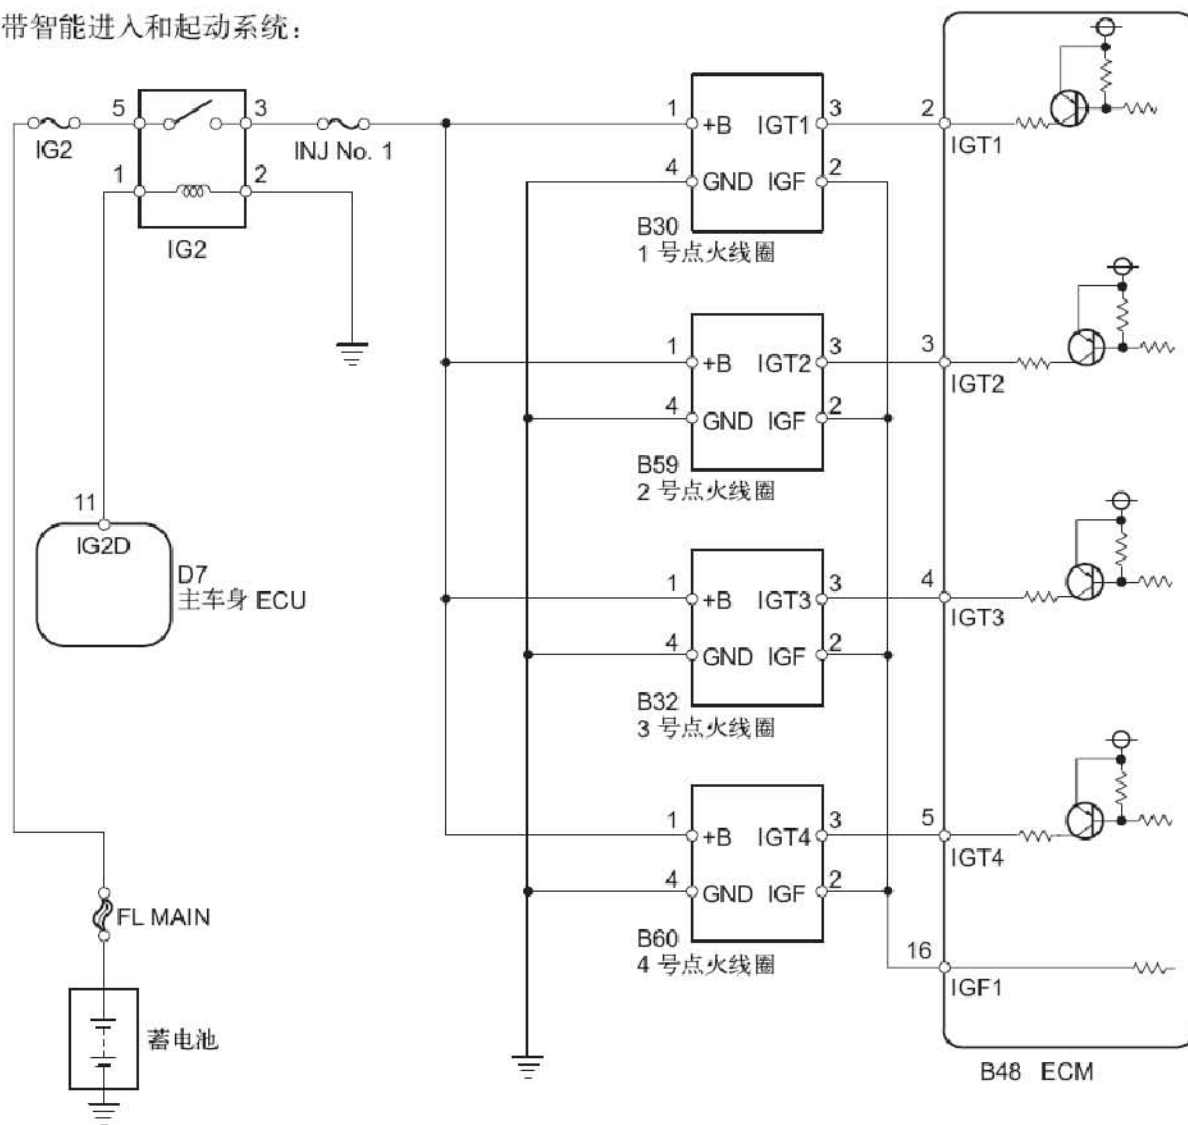 带智能进入和起动系统：
5
3
IG2
INJ No. 1
1
2
IG2
11
IG2D
D7
主车身 ECU
FL MAIN
蓄电池
1
+B
IGT1
3
4
GND
IGF
2
B30
1 号点火线圈
1
+B
IGT2
3
4
GND
IGF
2
B59
2 号点火线圈
1
+B
IGT3
3
4
GND
IGF
2
B32
3 号点火线圈
1
+B
IGT4
3
4
GND
IGF
2
B60
4 号点火线圈
2
IGT1
3
IGT2
4
IGT3
5
IGT4
16
IGF1
B48 ECM